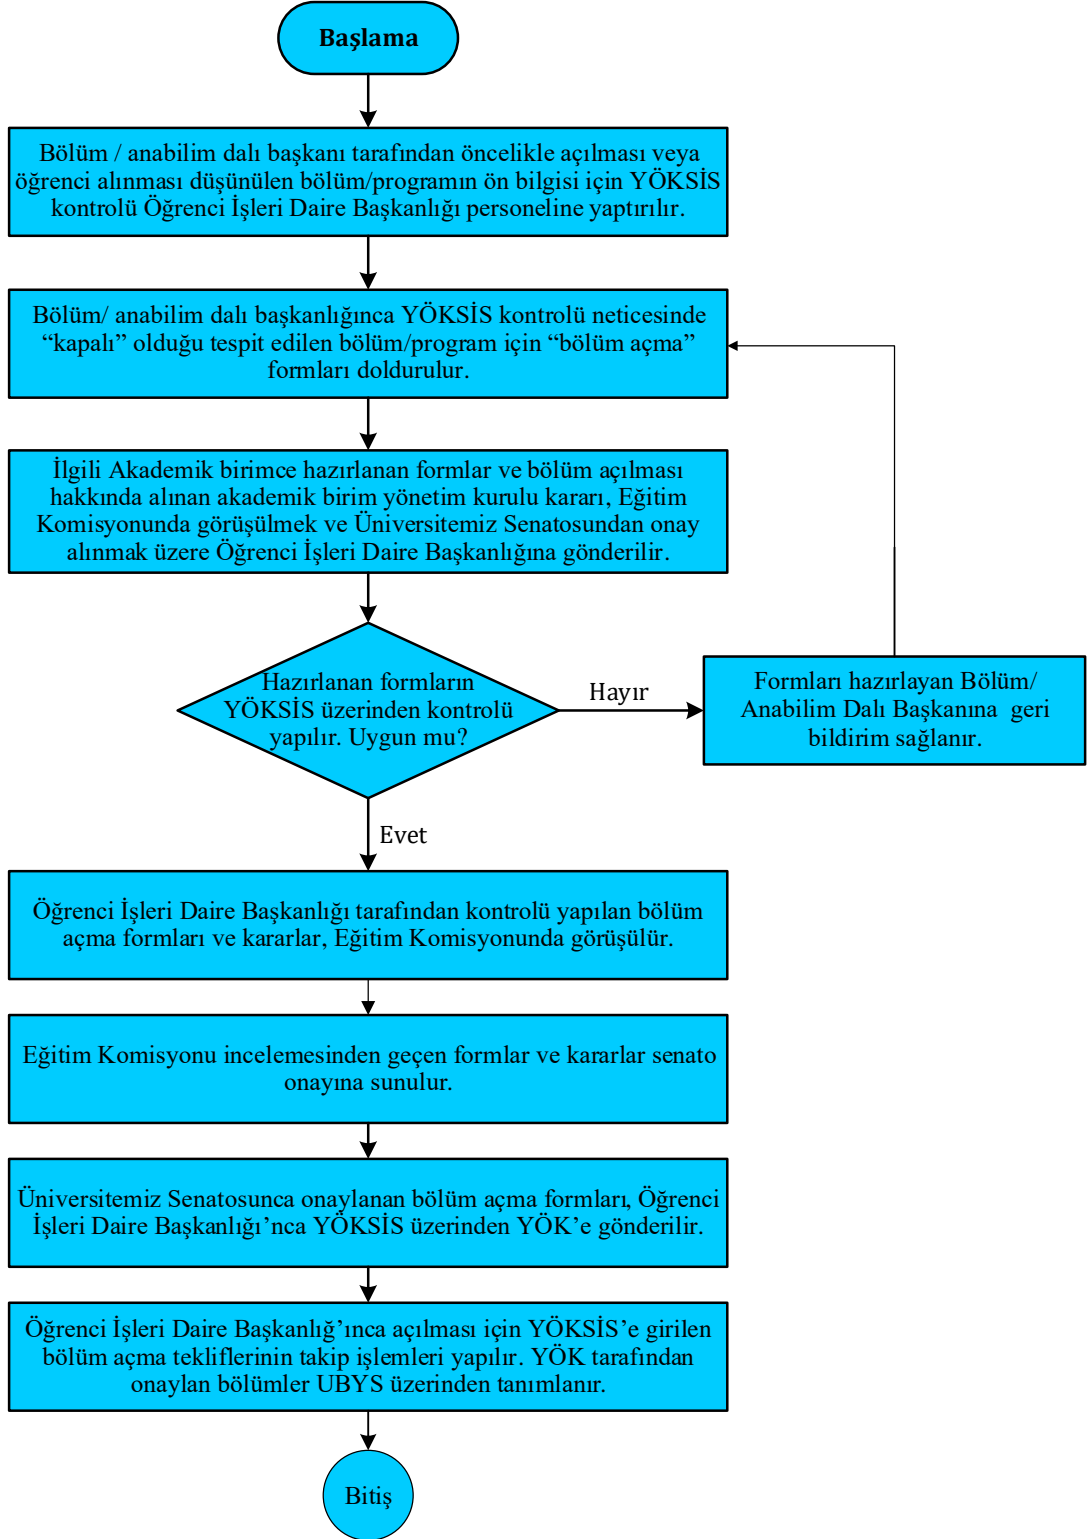 Başlama
Bölüm / anabilim dalı başkanı tarafından öncelikle açılması veya
öğrenci alınması düşünülen bölüm/programın ön bilgisi için YÖKSİS
kontrolü Öğrenci İşleri Daire Başkanlığı personeline yaptırılır.
Bölüm/ anabilim dalı başkanlığınca YÖKSİS kontrolü neticesinde
“kapalı” olduğu tespit edilen bölüm/program için “bölüm açma”
formları doldurulur.
İlgili Akademik birimce hazırlanan formlar ve bölüm açılması
hakkında alınan akademik birim yönetim kurulu kararı, Eğitim
Komisyonunda görüşülmek ve Üniversitemiz Senatosundan onay
alınmak üzere Öğrenci İşleri Daire Başkanlığına gönderilir.
Hazırlanan formların
YÖKSİS üzerinden kontrolü
yapılır. Uygun mu?
Hayır
Formları hazırlayan Bölüm/
Anabilim Dalı Başkanına  geri
bildirim sağlanır.
Evet
Öğrenci İşleri Daire Başkanlığı tarafından kontrolü yapılan bölüm
açma formları ve kararlar, Eğitim Komisyonunda görüşülür.
Eğitim Komisyonu incelemesinden geçen formlar ve kararlar senato
onayına sunulur.
Üniversitemiz Senatosunca onaylanan bölüm açma formları, Öğrenci
İşleri Daire Başkanlığı’nca YÖKSİS üzerinden YÖK’e gönderilir.
Öğrenci İşleri Daire Başkanlığ’ınca açılması için YÖKSİS’e girilen
bölüm açma tekliflerinin takip işlemleri yapılır. YÖK tarafından
onaylan bölümler UBYS üzerinden tanımlanır.
Bitiş